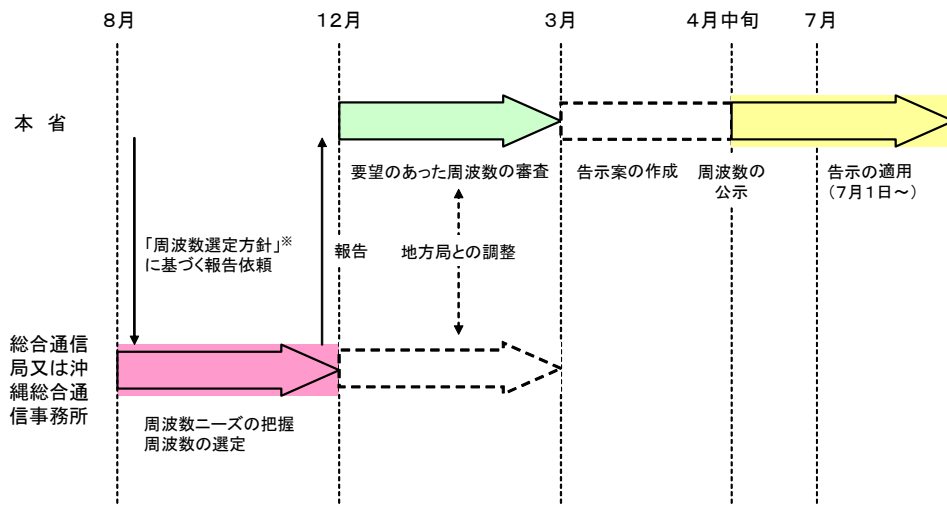 8月
12月
3月
4月中旬
7月
本 省
要望のあった周波数の審査
告示案の作成
周波数の
公示
告示の適用
(7月1日~)
「周波数選定方針」※
に基づく報告依頼
報告
地方局との調整
総合通信
局又は沖
縄総合通
信事務所
周波数ニーズの把握
周波数の選定